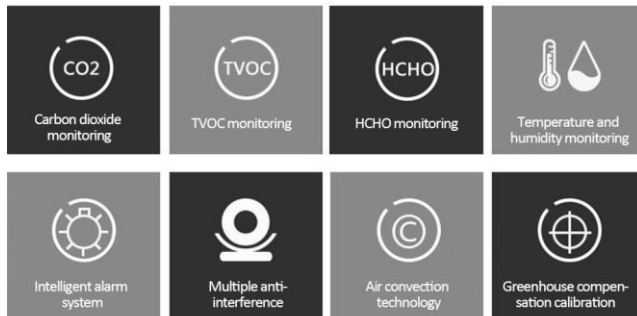 CO2
Carbon dioxide
monitoring
TVOC
TVOC monitoring
HCHO
HCHO monitoring
Temperature and
humidity monitoring
Intelligent alarm
system
Multiple anti-
interference
C
Air convection
technology
Greenhouse compen-
sation calibration